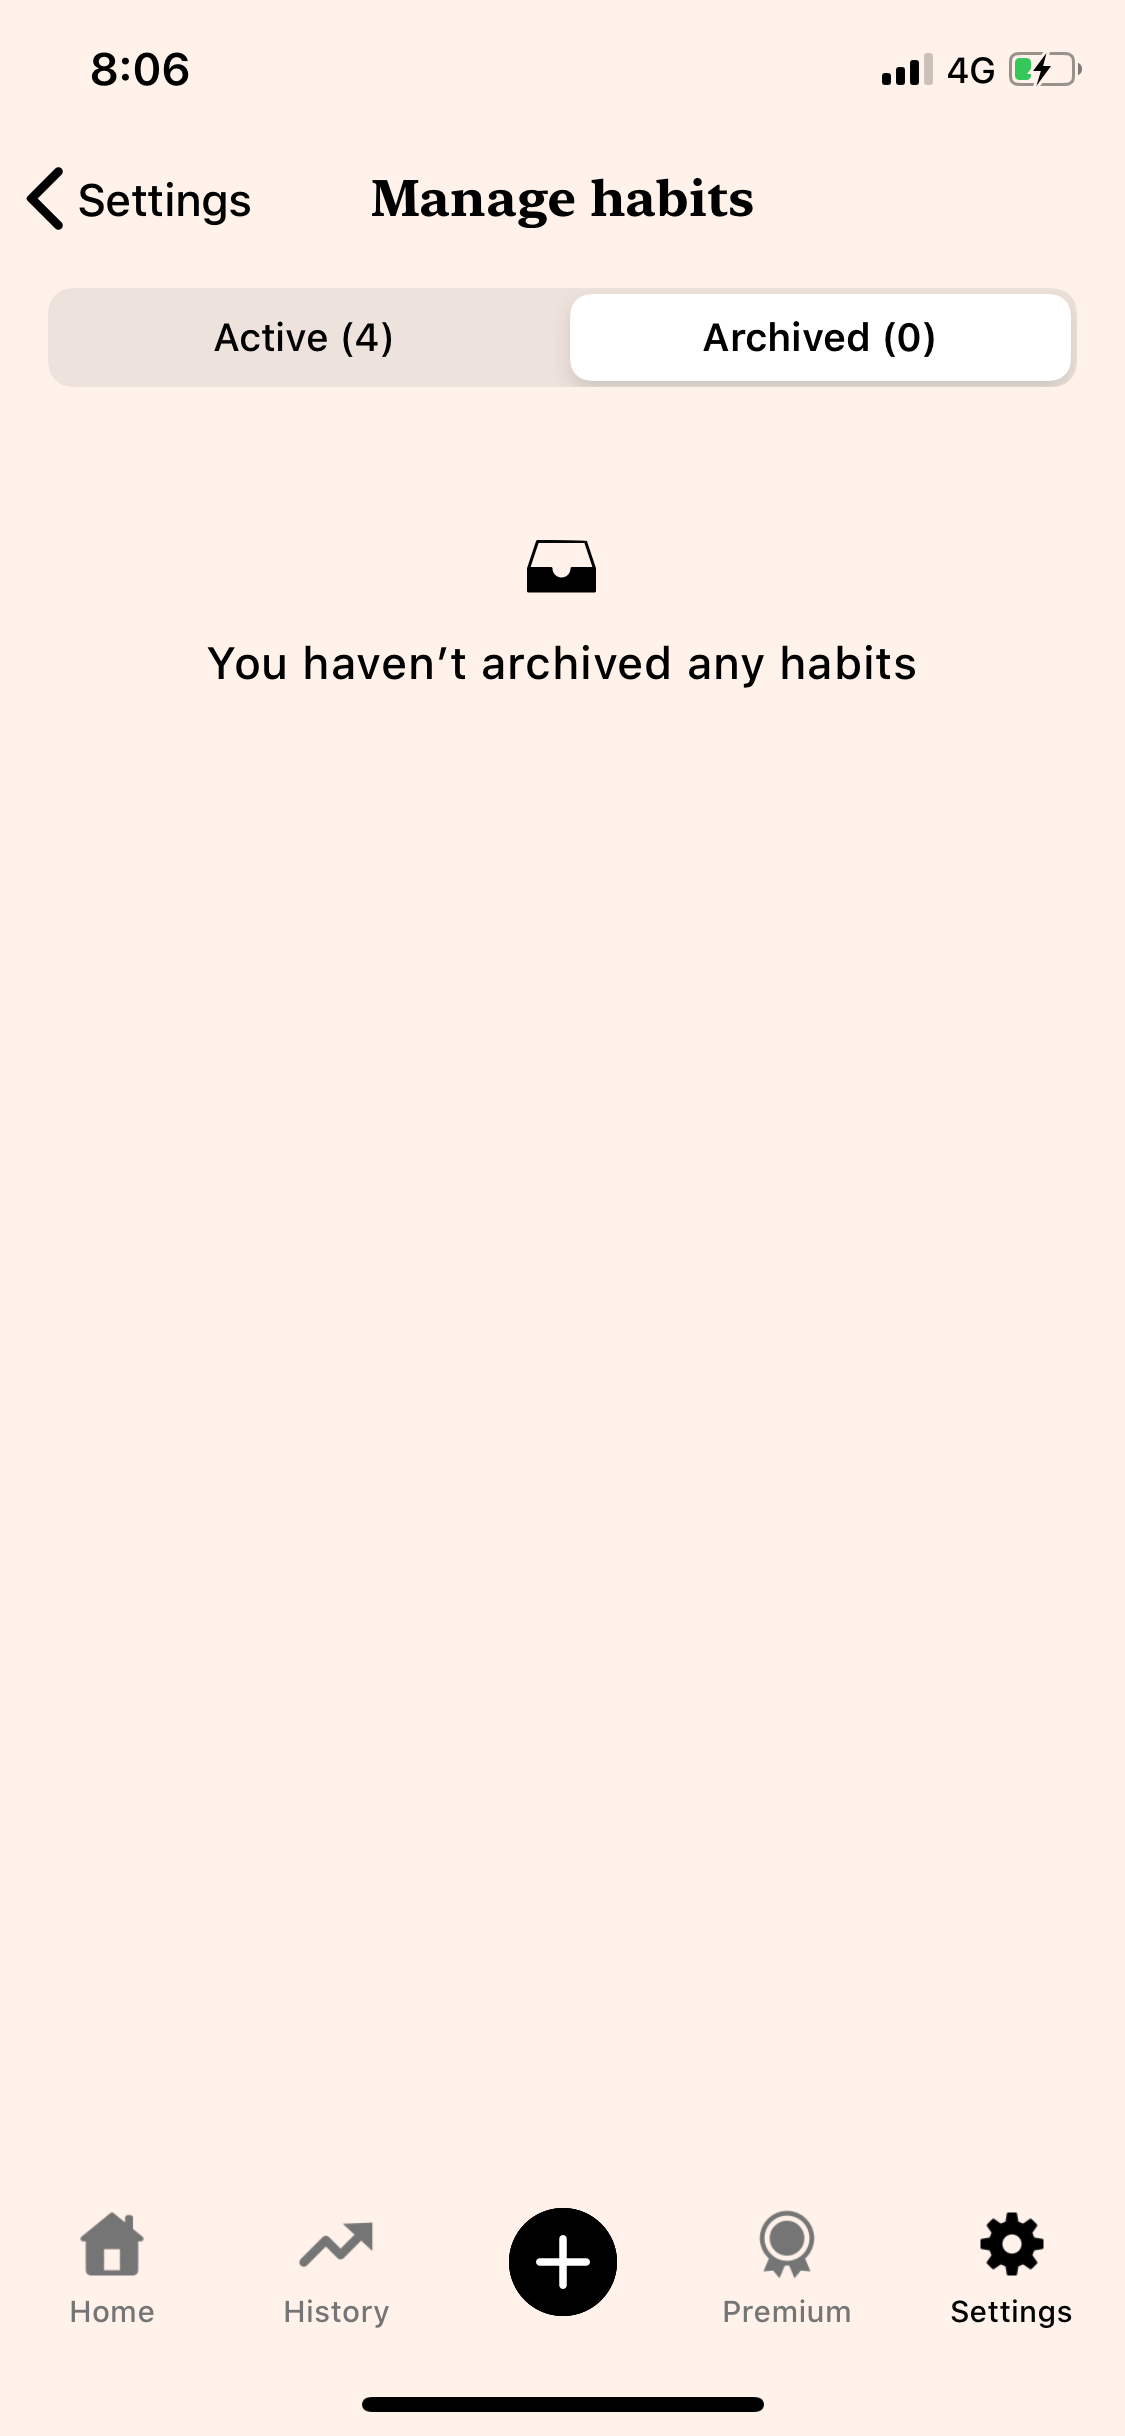 8:06
4G
Settings
Manage habits
Active (4)
Archived (0)
You haven’t archived any habits
Home
History
Premium
Settings